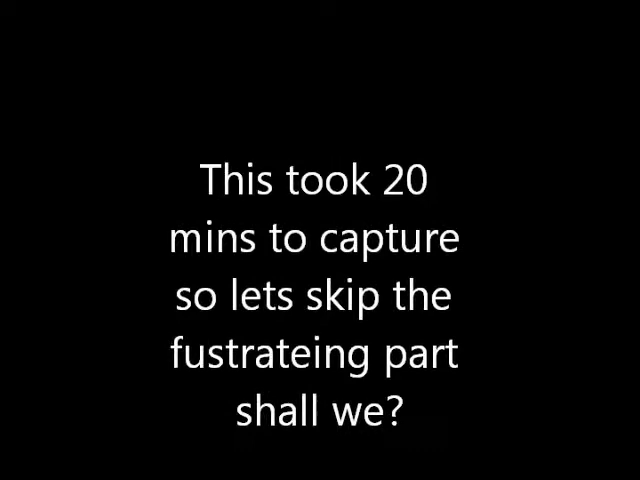 This took 20
mins to capture
so lets skip the
fustrateing part
shall we?